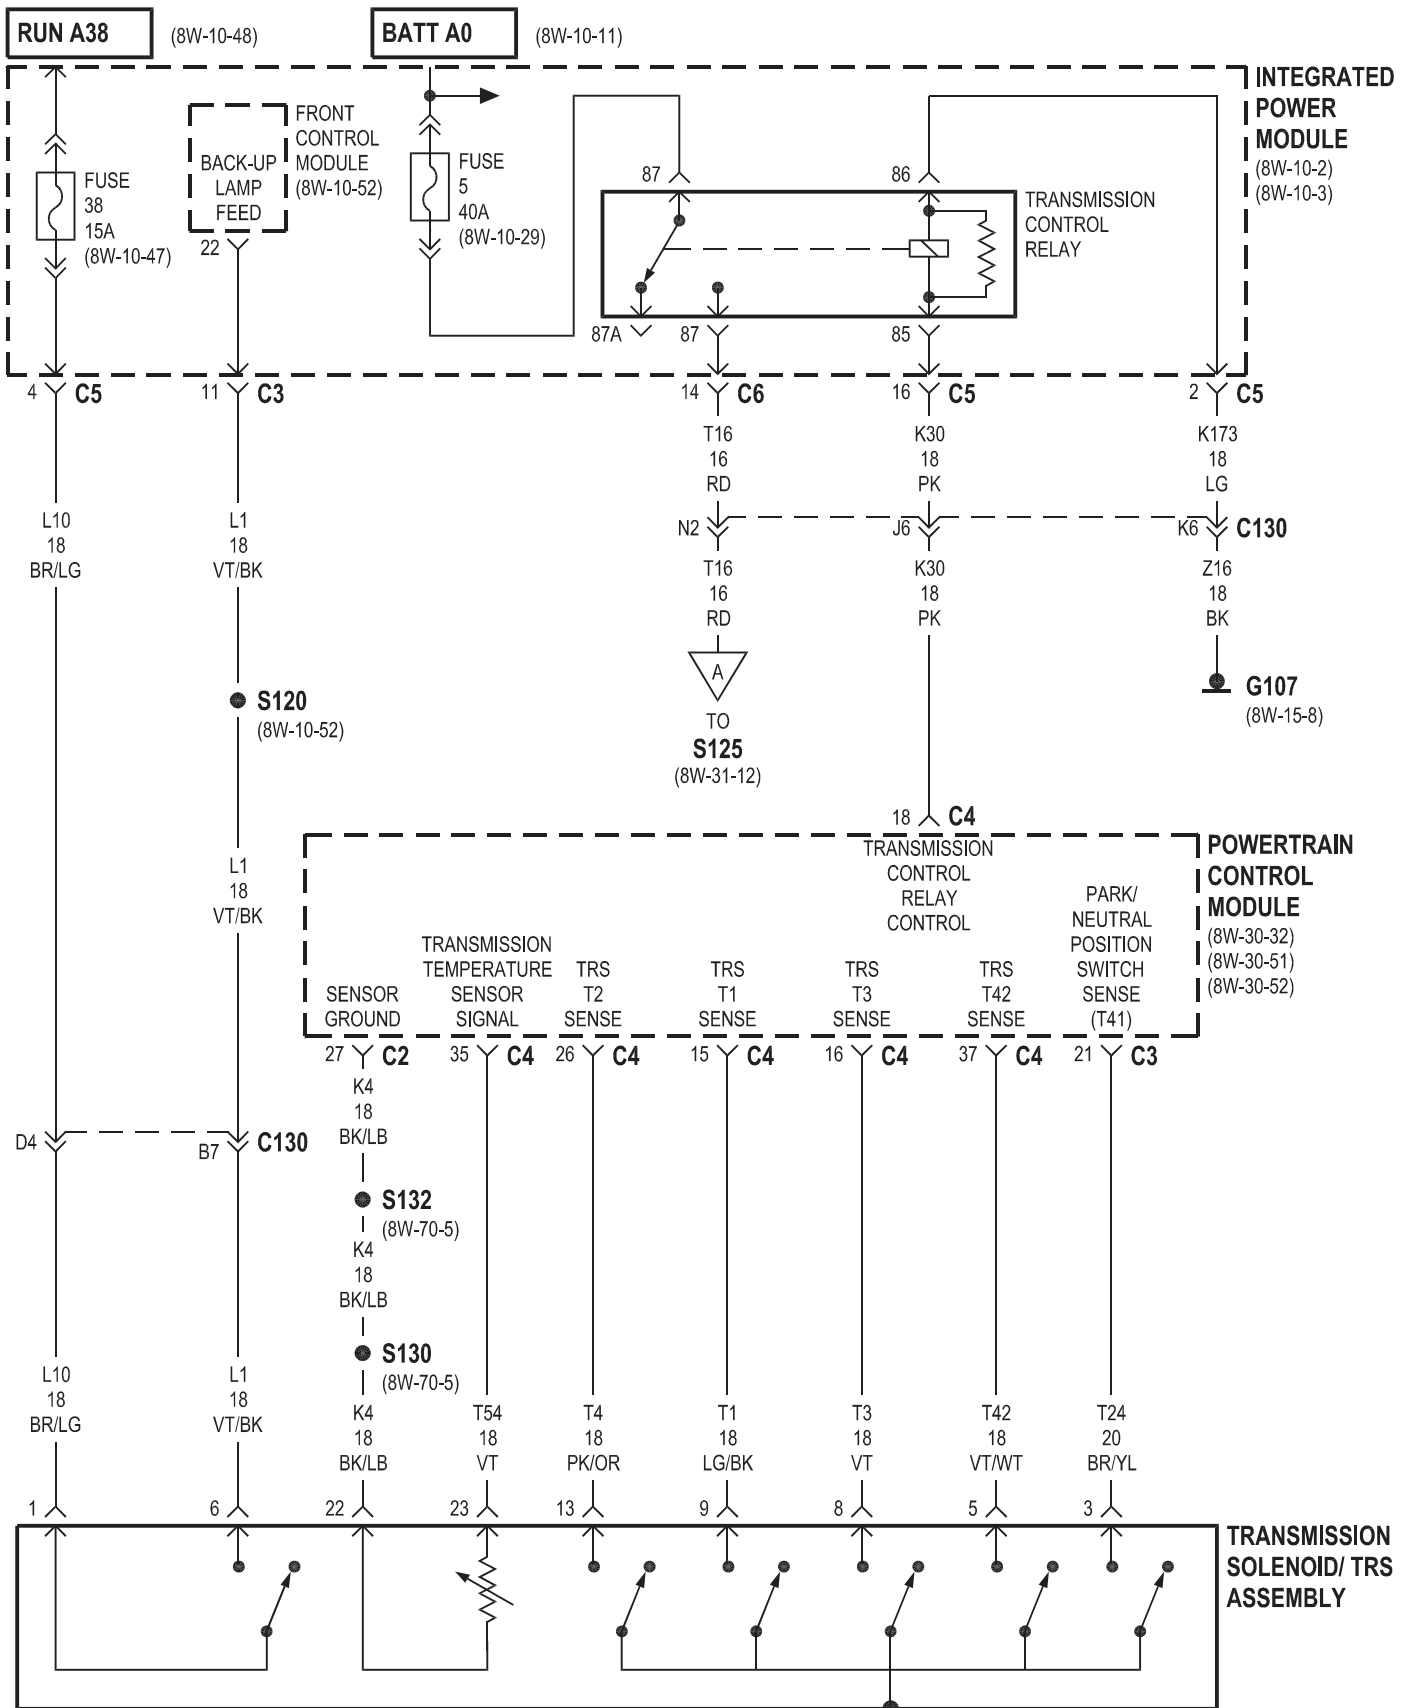 RUN A38 (8W-10-48) BATT A0 (8W-10-11)
INTEGRATED
POWER
MODULE
(8W-10-2)
(8W-10-3)
FRONT
CONTROL
MODULE
(8W-10-52)
BACK-UP
LAMP
FEED
22
FUSE
38
15A
(8W-10-47)
FUSE
5
40A
(8W-10-29)
87 86
TRANSMISSION
CONTROL
RELAY
87A 87 85
4 C5 11 C3 14 C6 16 C5 2 C5
T16 K30 K173
16 18 18
RD PK LG
L10 L1
18 18
BR/LG VT/BK
N2 J6 K6 C130
T16 K30 Z16
16 18 18
RD PK BK
A
TO
S125
(8W-31-12)
G107
(8W-15-8)
S120
(8W-10-52)
18 C4
L1
18
VT/BK
POWERTRAIN
CONTROL
MODULE
(8W-30-32)
(8W-30-51)
(8W-30-52)
TRANSMISSION
CONTROL
RELAY
CONTROL
SENSOR
GROUND
TRANSMISSION
TEMPERATURE
SENSOR
SIGNAL
TRS
T2
SENSE
TRS
T1
SENSE
TRS
T3
SENSE
TRS
T42
SENSE
PARK/
NEUTRAL
POSITION
SWITCH
SENSE
(T41)
27 C2 35 C4 26 C4 15 C4 16 C4 37 C4 21 C3
K4
18
BK/LB
D4 B7 C130
S132
(8W-70-5)
K4
18
BK/LB
S130
(8W-70-5)
L10 L1
18 18
BR/LG VT/BK
K4 T54 T4 T1 T3 T42 T24
18 18 18 18 18 18 20
BK/LB VT PK/OR LG/BK VT VT/WT BR/YL
1 6 22 23 13 9 8 5 3
TRANSMISSION
SOLENOID/ TRS
ASSEMBLY